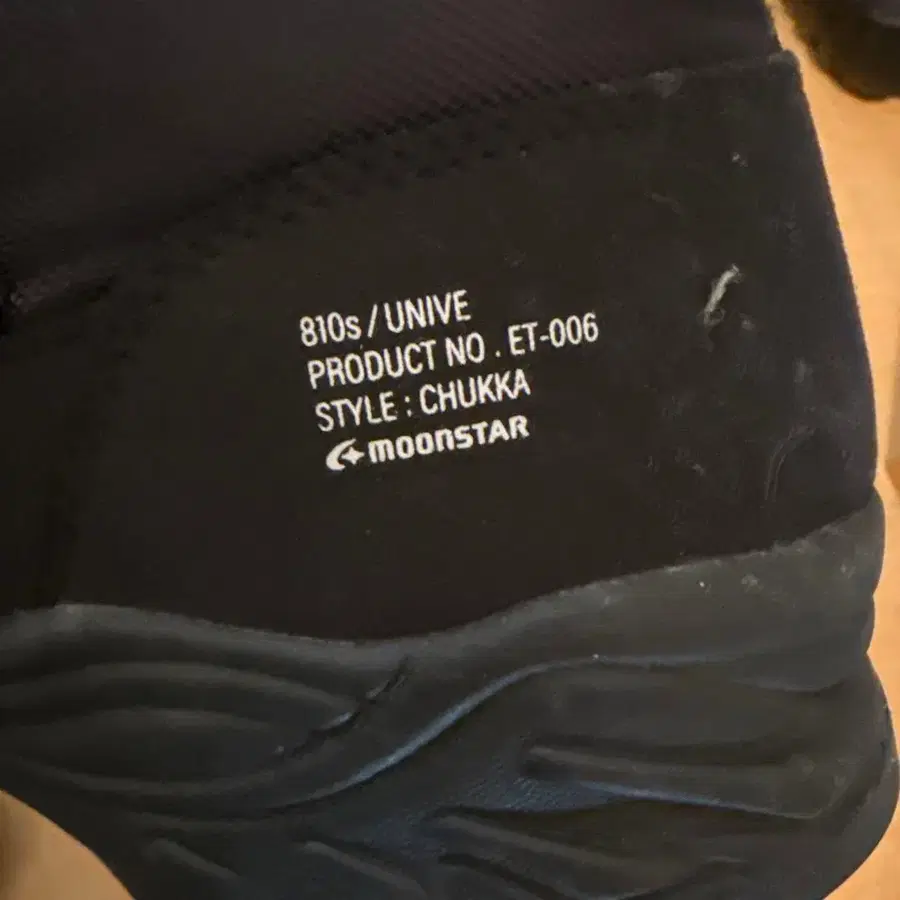 810s / UNIVE
PRODUCT NO . ET-006
STYLE : CHUKKA
MOONSTAR